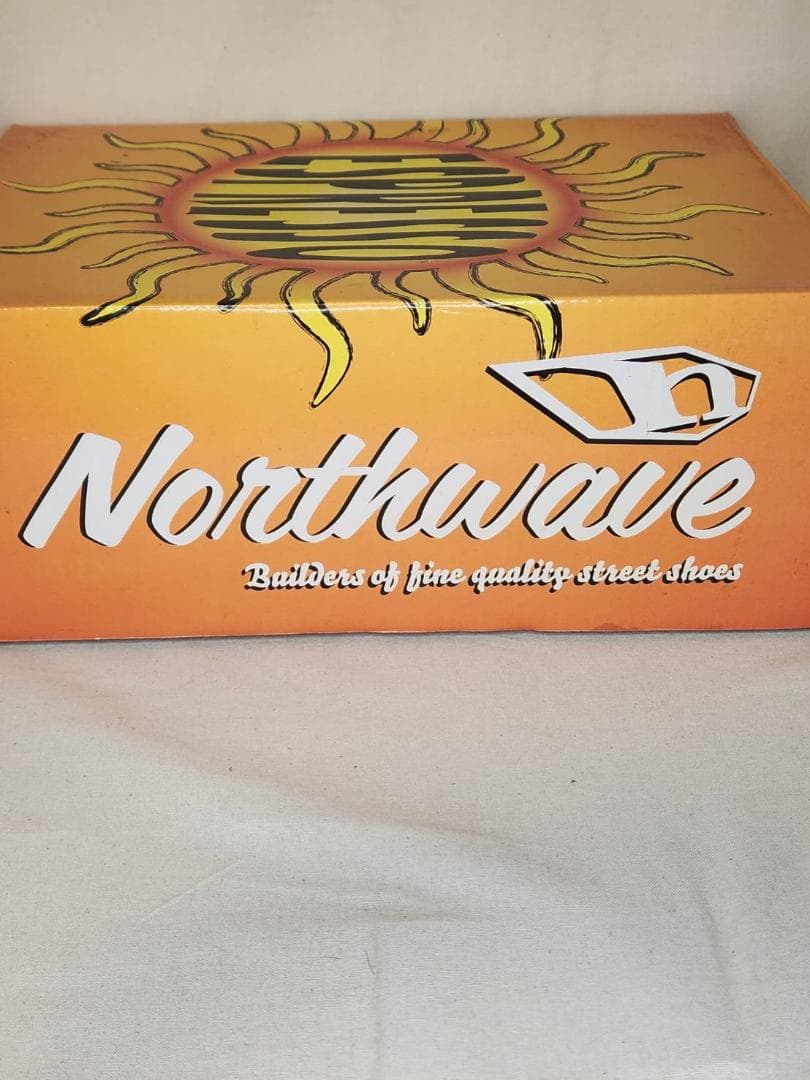 n
Northwave
Builders of fine quality street shoes